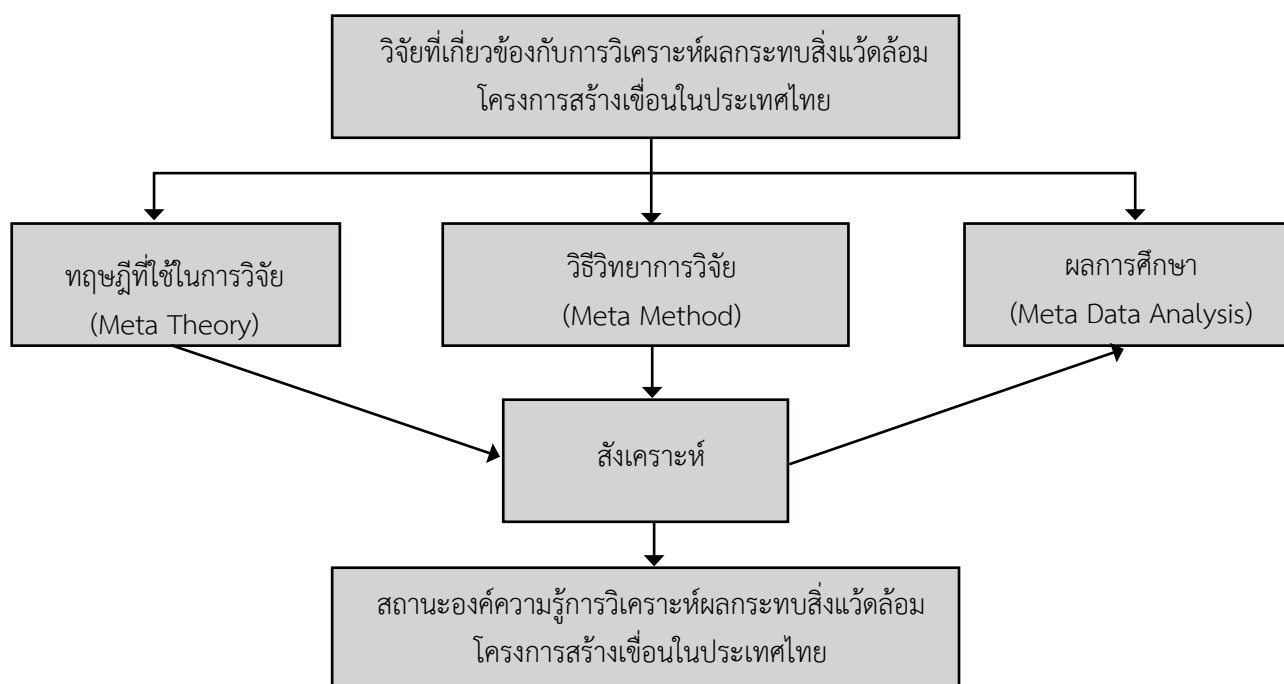 วิจัยที่เกี่ยวข้องกับการวิเคราะห์ผลกระทบสิ่งแว้ดล้อม
โครงการสร้างเขื่อนในประเทศไทย
ทฤษฎีที่ใช้ในการวิจัย
(Meta Theory)
วิธีวิทยาการวิจัย
(Meta Method)
ผลการศึกษา
(Meta Data Analysis)
สังเคราะห์
สถานะองค์ความรู้การวิเคราะห์ผลกระทบสิ่งแว้ดล้อม
โครงการสร้างเขื่อนในประเทศไทย